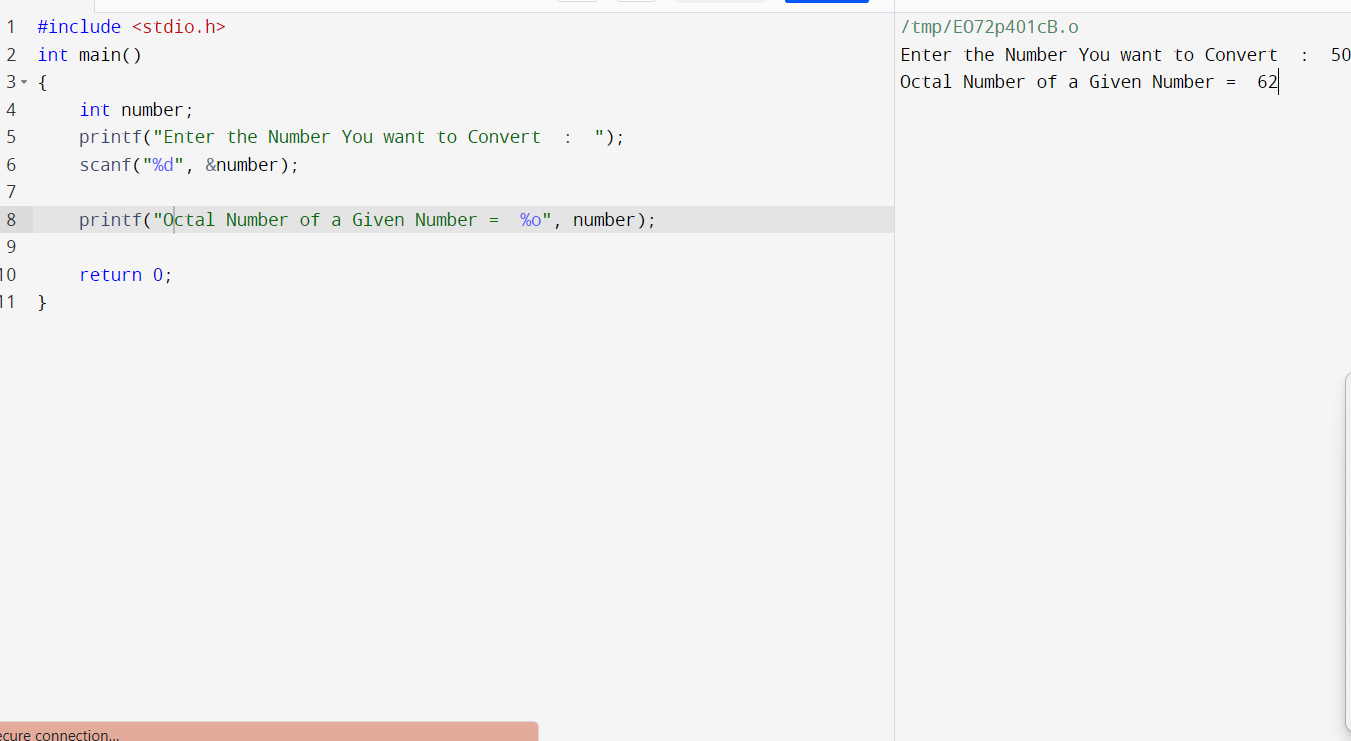 1 #include <stdio.h>
2 int main()
3 {
4     int number;
5     printf("Enter the Number You want to Convert  :  ");
6     scanf("%d", &number);
7
8     printf("Octal Number of a Given Number =  %o", number);
9
10     return 0;
11 }
/tmp/EO72p401cB.o
Enter the Number You want to Convert  :  50
Octal Number of a Given Number =  62
connection...